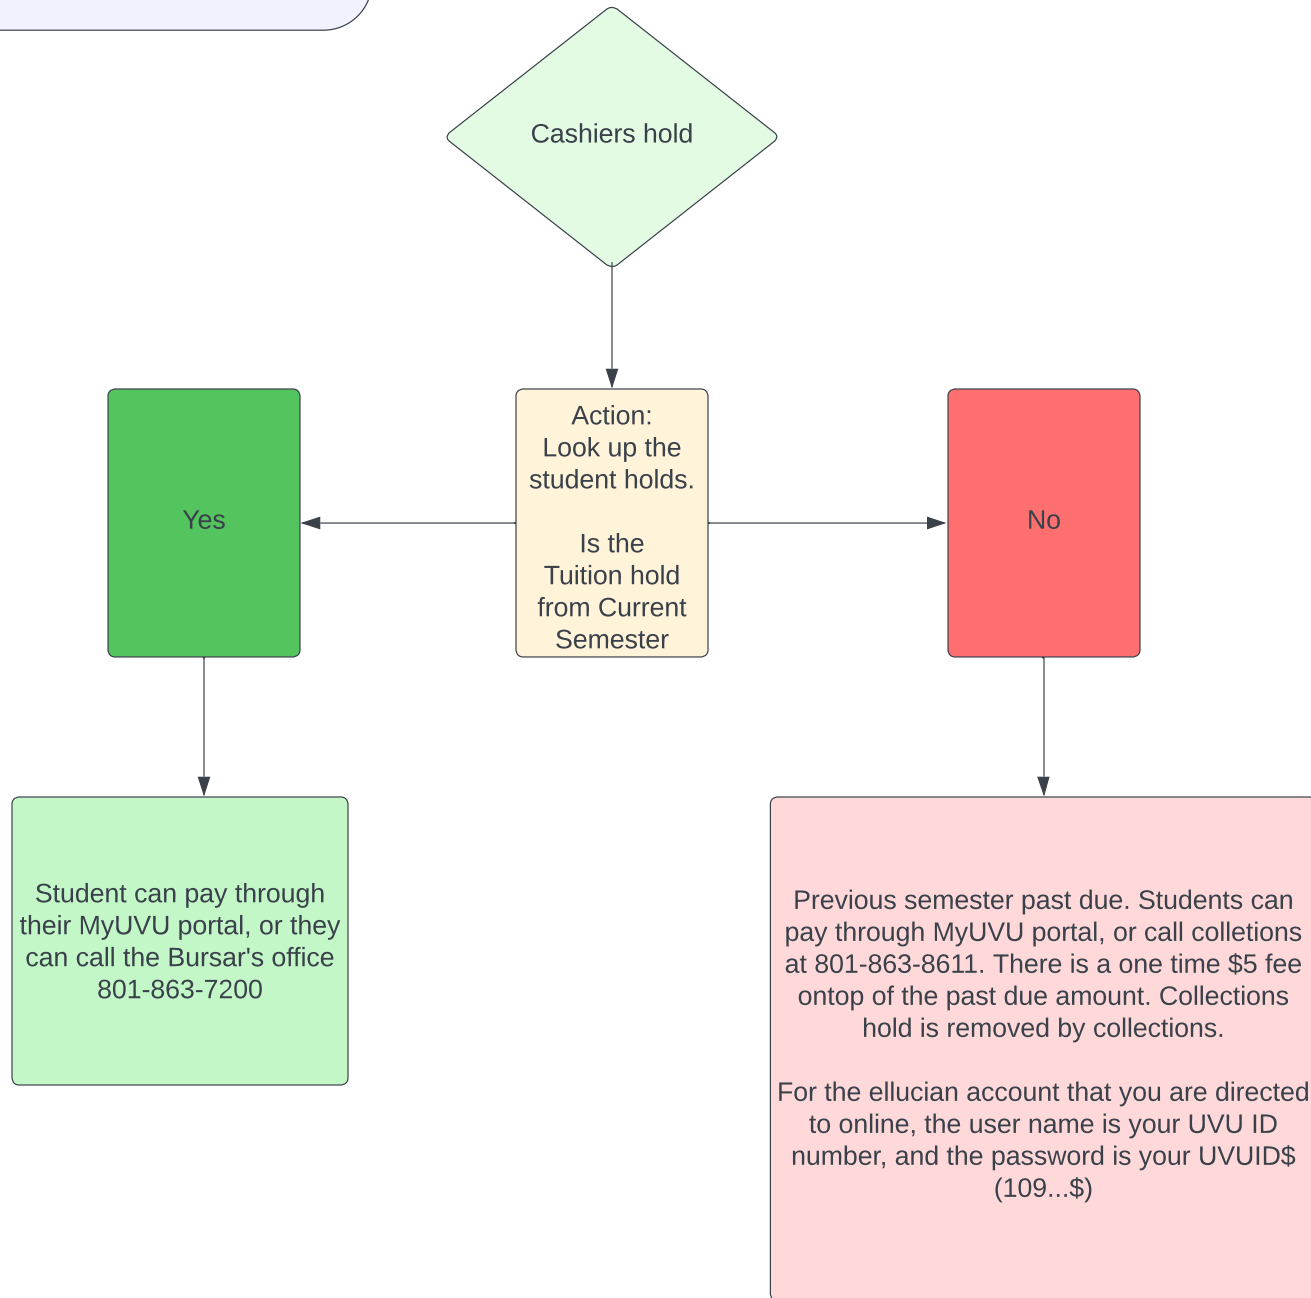 Cashiers hold
Action:
Look up the
student holds.
Is the
Tuition hold
from Current
Semester
Yes
No
Student can pay through
their MyUVU portal, or they
can call the Bursar's office
801-863-7200
Previous semester past due. Students can
pay through MyUVU portal, or call colletions
at 801-863-8611. There is a one time $5 fee
ontop of the past due amount. Collections
hold is removed by collections.
For the ellucian account that you are directed
to online, the user name is your UVU ID
number, and the password is your UVUID$
(109...$)